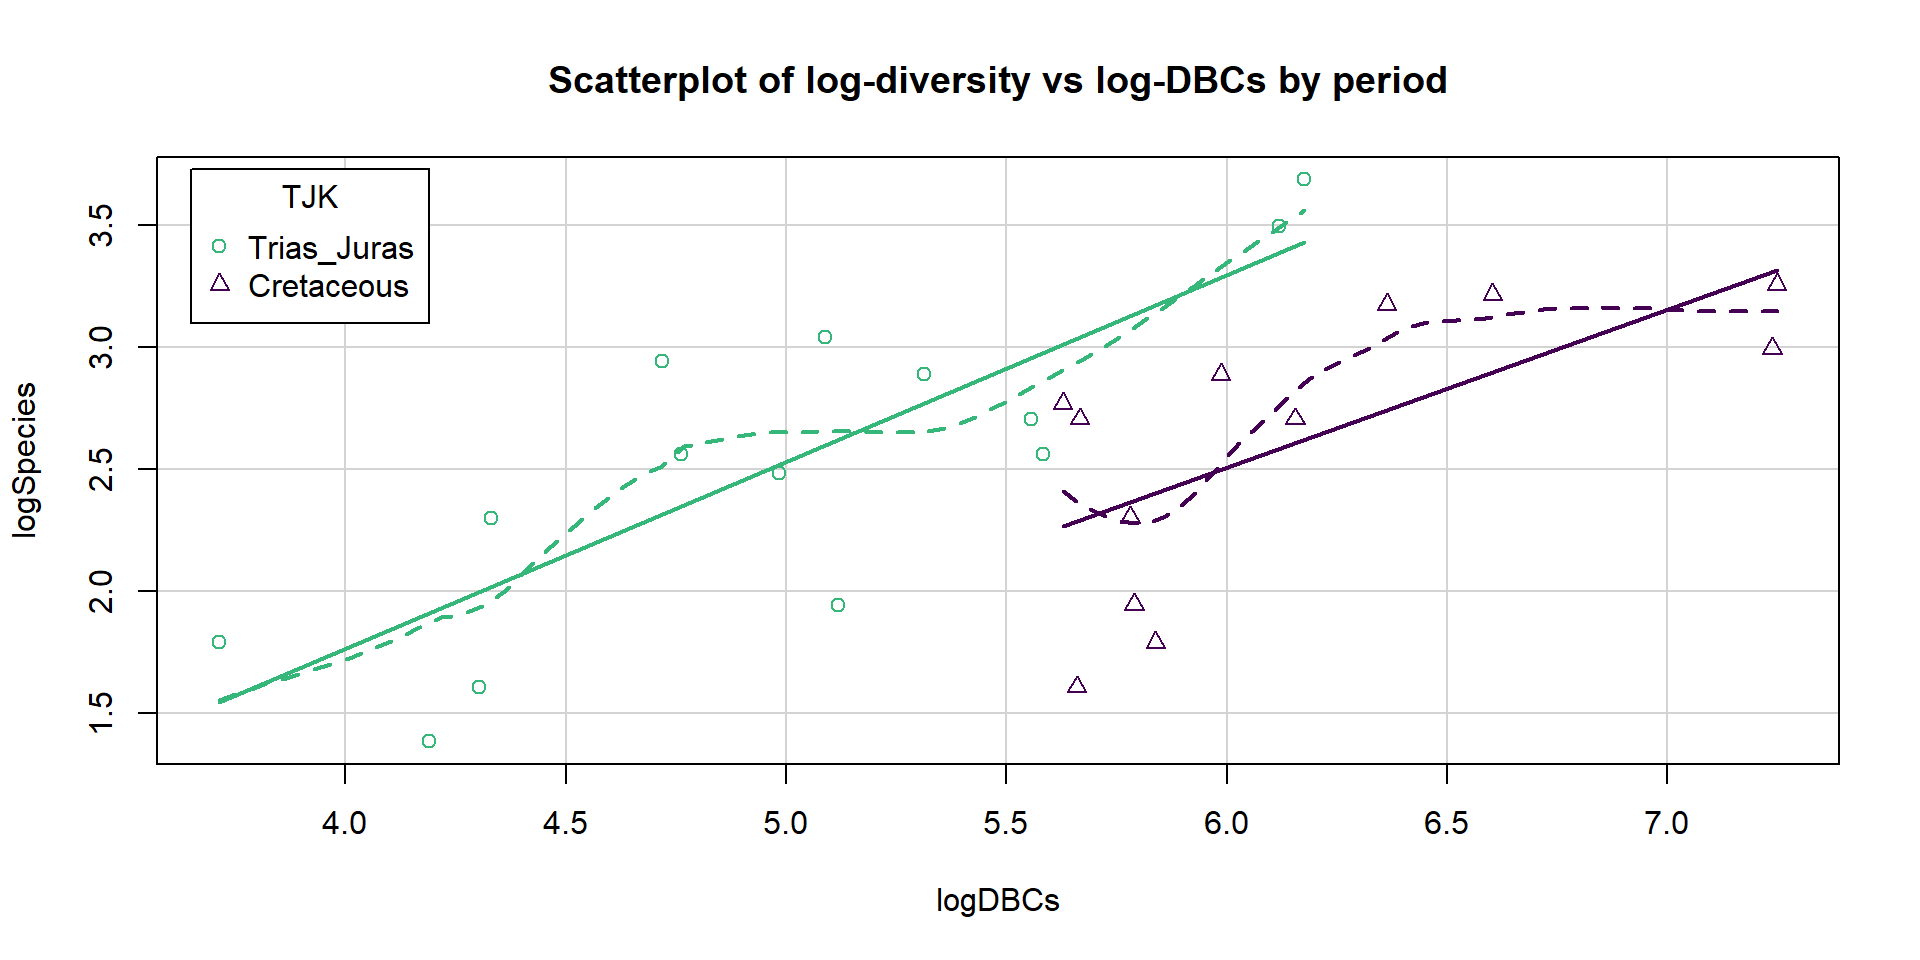 Scatterplot of log-diversity vs log-DBCs by period
TJK
Trias_Juras
Cretaceous
logSpecies
3.5
3.0
2.5
2.0
1.5
4.0 4.5 5.0 5.5 6.0 6.5 7.0
logDBCs